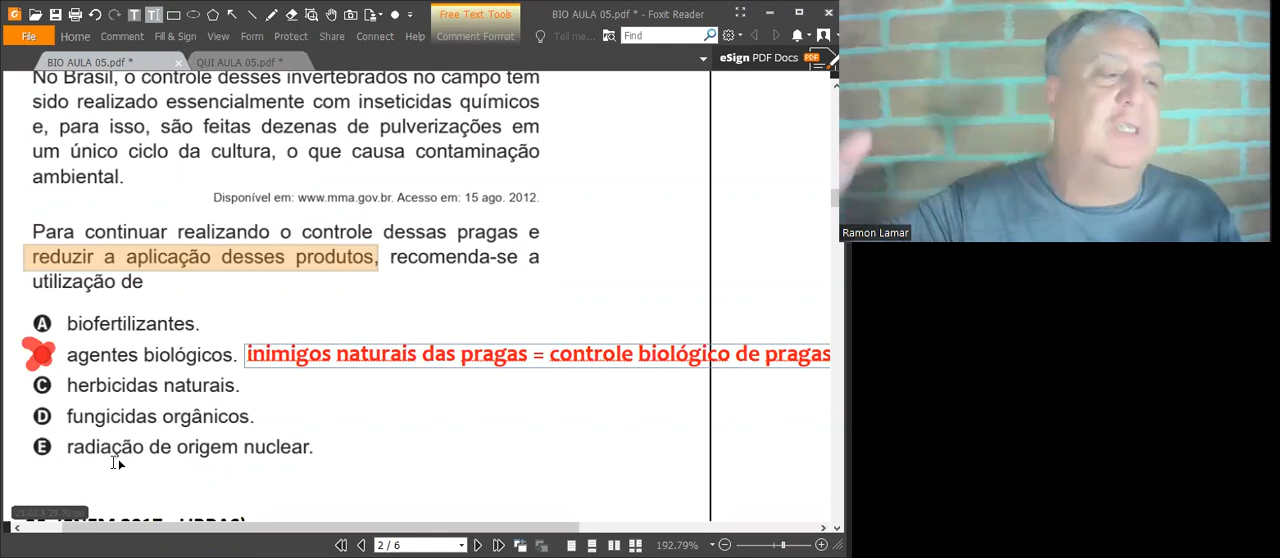 Free Text Tools
BIO AULA 05.pdf * - Foxit Reader
File
Home
Comment
Fill & Sign
Protect
Share
View
Form
Protect
Connect
Help
Comment Format
Tell me...
Find
BIO AULA 05.pdf *
QUI AULA 05.pdf *
eSign PDF Docs
PDF
No Brasil, o controle desses invertebrados no campo tem
sido realizado essencialmente com inseticidas químicos
e, para isso, são feitas dezenas de pulverizações em
um único ciclo da cultura, o que causa contaminação
ambiental.
Disponível em: www.mma.gov.br. Acesso em: 15 ago. 2012.
Para continuar realizando o controle dessas pragas e
reduzir a aplicação desses produtos, recomenda-se a
utilização de
A biofertilizantes.
agentes biológicos. inimigos naturais das pragas = controle biológico de pragas
C herbicidas naturais.
D fungicidas orgânicos.
E radiação de origem nuclear.
2 / 6
192.79%
Ramon Lamar